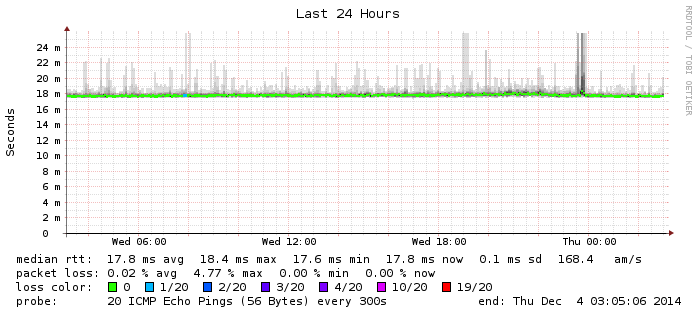 Last 24 Hours
RRDTOOL / TOBI OETIKER
Seconds
24 m
22 m
20 m
18 m
16 m
14 m
12 m
10 m
8 m
6 m
4 m
2 m
0
Wed 06:00 Wed 12:00 Wed 18:00 Thu 00:00
median rtt: 17.8 ms avg 18.4 ms max 17.6 ms min 17.8 ms now 0.1 ms sd 168.4 am/s
packet loss: 0.02 % avg 4.77 % max 0.00 % min 0.00 % now
loss color: 0 1/20 2/20 3/20 4/20 10/20 19/20
probe: 20 ICMP Echo Pings (56 Bytes) every 300s end: Thu Dec 4 03:05:06 2014